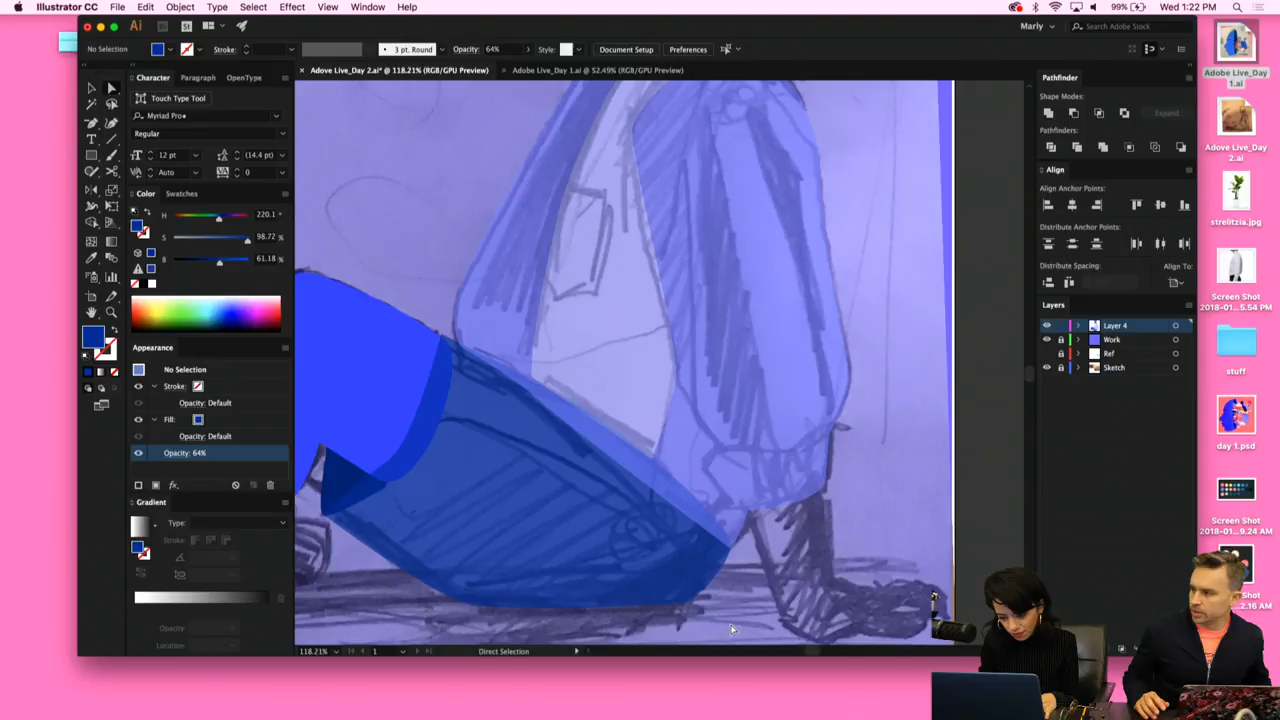 Illustrator CC File Edit Object Type Select Effect View Window Help
99% Wed 1:22 PM
Ai Br St Marly Search Adobe Stock
No Selection Stroke: 3 pt. Round Opacity: 64% Style: Document Setup Preferences
× Adove Live_Day 2.ai* @ 118.21% (RGB/GPU Preview) × Adobe Live_Day 1.ai @ 52.49% (RGB/GPU Preview)
Character Paragraph OpenType
Touch Type Tool
Myriad Pro
Regular
12 pt (14.4 pt)
Auto 0
Color Swatches
H 220.1 °
S 98.72 %
B 61.18 %
Appearance
No Selection
Stroke:
Opacity: Default
Fill:
Opacity: Default
Opacity: 64%
fx
Gradient
Type:
Stroke:
Opacity:
Location:
118.21% 1 Direct Selection
Pathfinder
Shape Modes:
Expand
Pathfinders:
Align
Align Anchor Points:
Distribute Anchor Points:
Distribute Spacing: Align To:
Layers
Layer 4
Work
Ref
Sketch
Adobe Live_Day
1.ai
Adove Live_Day
2.ai
strelitzia.jpg
Screen Shot
2018-01...5.54 PM
stuff
day 1.psd
Screen Shot
2018-01...9.24 AM